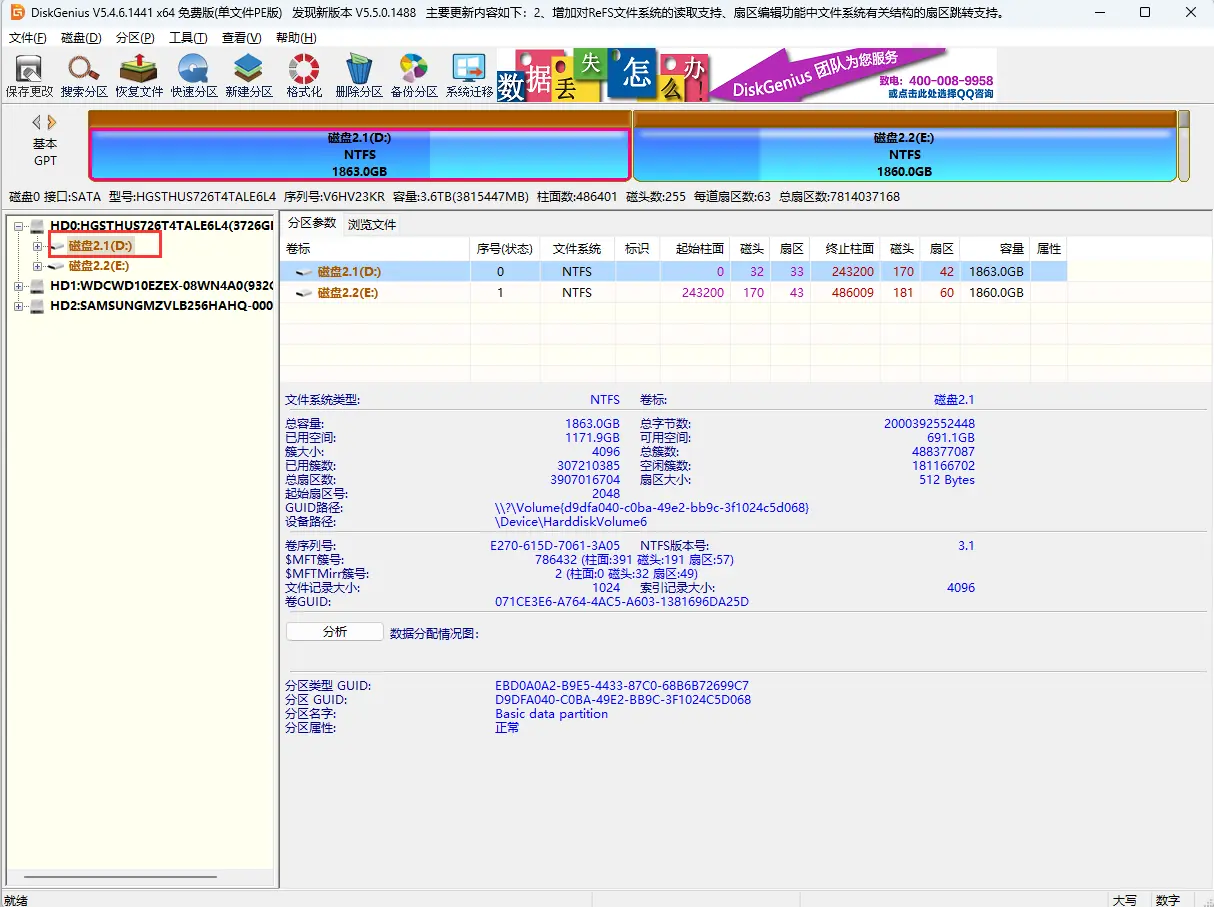 DiskGenius V5.4.6.1441 x64 免费版(单文件PE版) 发现新版本 V5.5.0.1488 主要更新内容如下：2、增加对ReFS文件系统的读取支持、扇区编辑功能中文件系统有关结构的扇区跳转支持。
文件(F) 磁盘(D) 分区(P) 工具(T) 查看(V) 帮助(H)
保存更改 搜索分区 恢复文件 快速分区 新建分区 格式化 删除分区 备份分区 系统迁移
数据丢失怎么办!
DiskGenius 团队为您服务
致电: 400-008-9958
或点击此处选择QQ咨询
基本
GPT
磁盘2.1(D:)
NTFS
1863.0GB
磁盘2.2(E:)
NTFS
1860.0GB
磁盘0 接口:SATA 型号:HGSTHUS726T4TALE6L4 序列号:V6HV23KR 容量:3.6TB(3815447MB) 柱面数:486401 磁头数:255 每道扇区数:63 总扇区数:7814037168
HD0:HGSTHUS726T4TALE6L4(3726GI
磁盘2.1(D:)
磁盘2.2(E:)
HD1:WDCWD10EZEX-08WN4A0(932G
HD2:SAMSUNGMZVLB256HAHQ-000
分区参数 浏览文件
卷标 序号(状态) 文件系统 标识 起始柱面 磁头 扇区 终止柱面 磁头 扇区 容量 属性
磁盘2.1(D:) 0 NTFS 0 32 33 243200 170 42 1863.0GB
磁盘2.2(E:) 1 NTFS 243200 170 43 486009 181 60 1860.0GB
文件系统类型: NTFS 卷标: 磁盘2.1
总容量: 1863.0GB 总字节数: 2000392552448
已用空间: 1171.9GB 可用空间: 691.1GB
簇大小: 4096 总簇数: 488377087
已用簇数: 307210385 空闲簇数: 181166702
总扇区数: 3907016704 扇区大小: 512 Bytes
起始扇区号: 2048
GUID路径: \\?\Volume{d9dfa040-c0ba-49e2-bb9c-3f1024c5d068}
设备路径: \Device\HarddiskVolume6
卷序列号: E270-615D-7061-3A05 NTFS版本号: 3.1
$MFT簇号: 786432 (柱面:391 磁头:191 扇区:57)
$MFTMirr簇号: 2 (柱面:0 磁头:32 扇区:49)
文件记录大小: 1024 索引记录大小: 4096
卷GUID: 071CE3E6-A764-4AC5-A603-1381696DA25D
分析 数据分配情况图:
分区类型 GUID: EBD0A0A2-B9E5-4433-87C0-68B6B72699C7
分区 GUID: D9DFA040-C0BA-49E2-BB9C-3F1024C5D068
分区名字: Basic data partition
分区属性: 正常
就绪 大写 数字